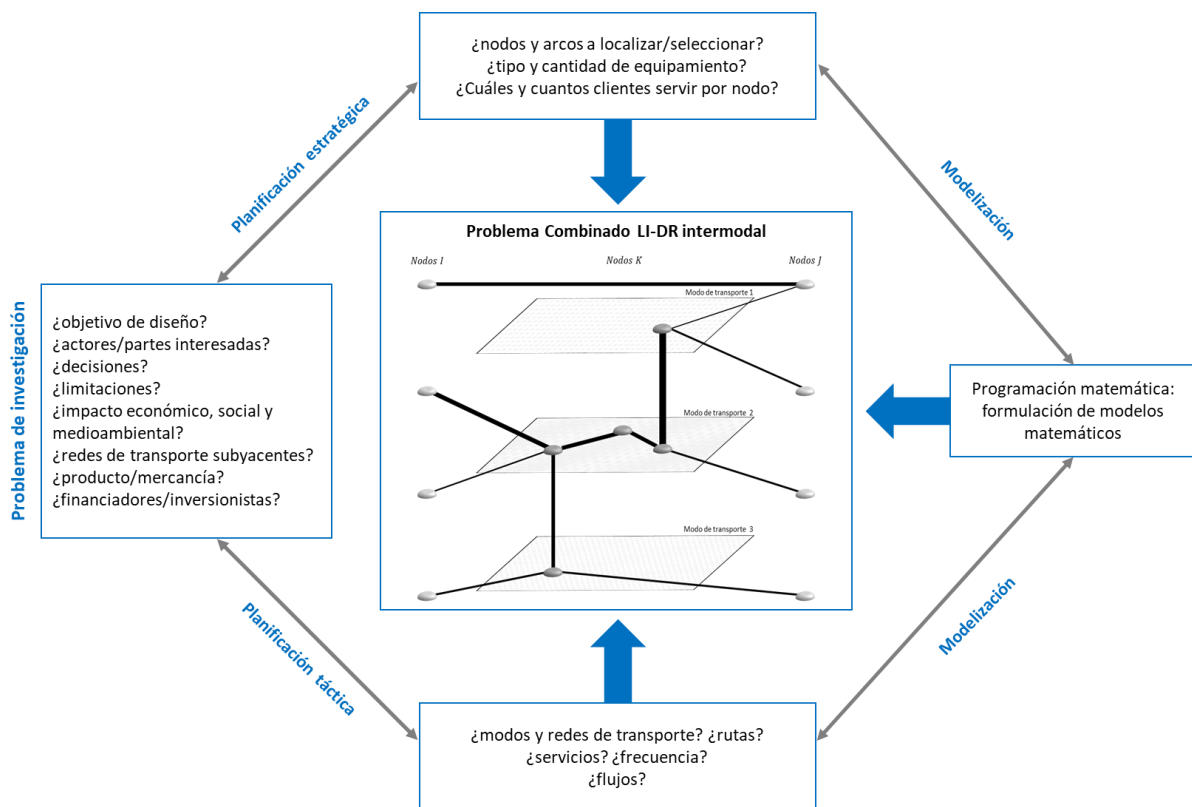 ¿nodos y arcos a localizar/seleccionar?
¿tipo y cantidad de equipamiento?
¿Cuáles y cuantos clientes servir por nodo?
Planificación estratégica
Modelización
Problema Combinado LI-DR intermodal
Nodos I
Nodos K
Nodos J
Modo de transporte 1
Modo de transporte 2
Modo de transporte 3
Problema de investigación
¿objetivo de diseño?
¿actores/partes interesadas?
¿decisiones?
¿limitaciones?
¿impacto económico, social y
medioambiental?
¿redes de transporte subyacentes?
¿producto/mercancía?
¿financiadores/inversionistas?
Programación matemática:
formulación de modelos
matemáticos
Planificación táctica
Modelización
¿modos y redes de transporte? ¿rutas?
¿servicios? ¿frecuencia?
¿flujos?